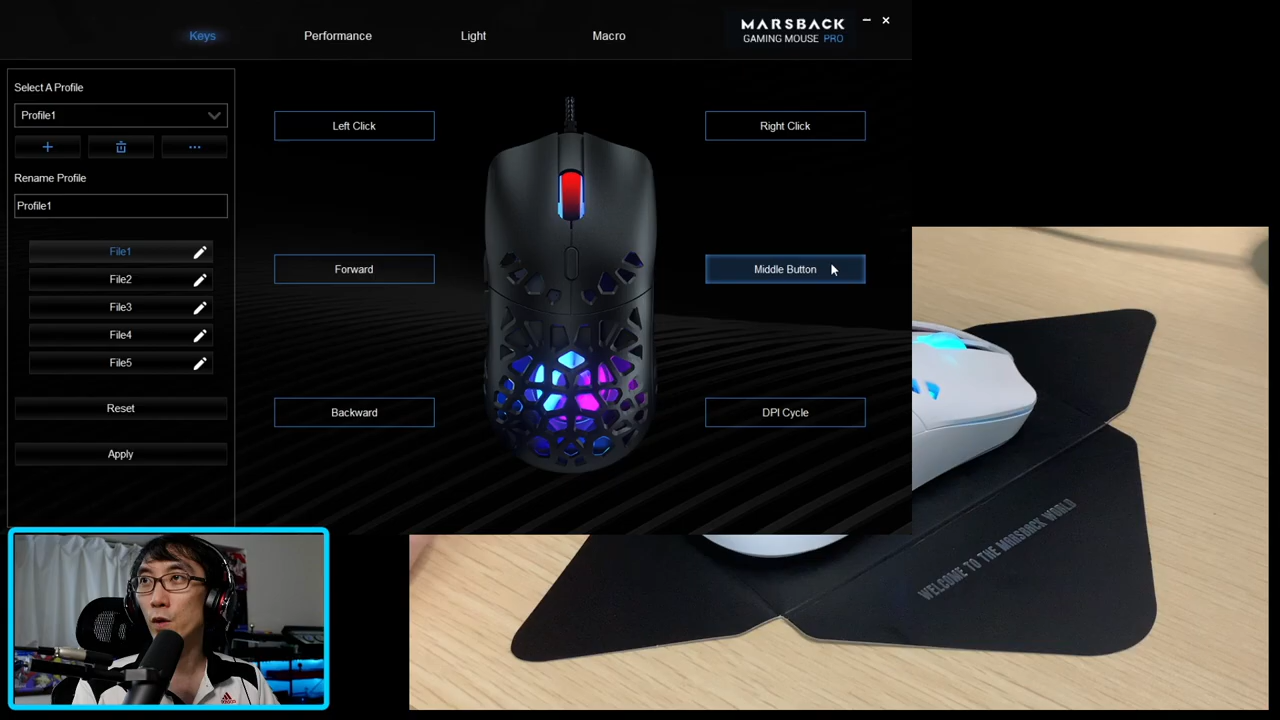 Keys
Performance
Light
Macro
MARSBACK
GAMING MOUSE PRO
Select A Profile
Profile1
Rename Profile
Profile1
File1
File2
File3
File4
File5
Reset
Apply
Left Click
Right Click
Forward
Middle Button
Backward
DPI Cycle
WELCOME TO THE MARSBACK WORLD
adidas